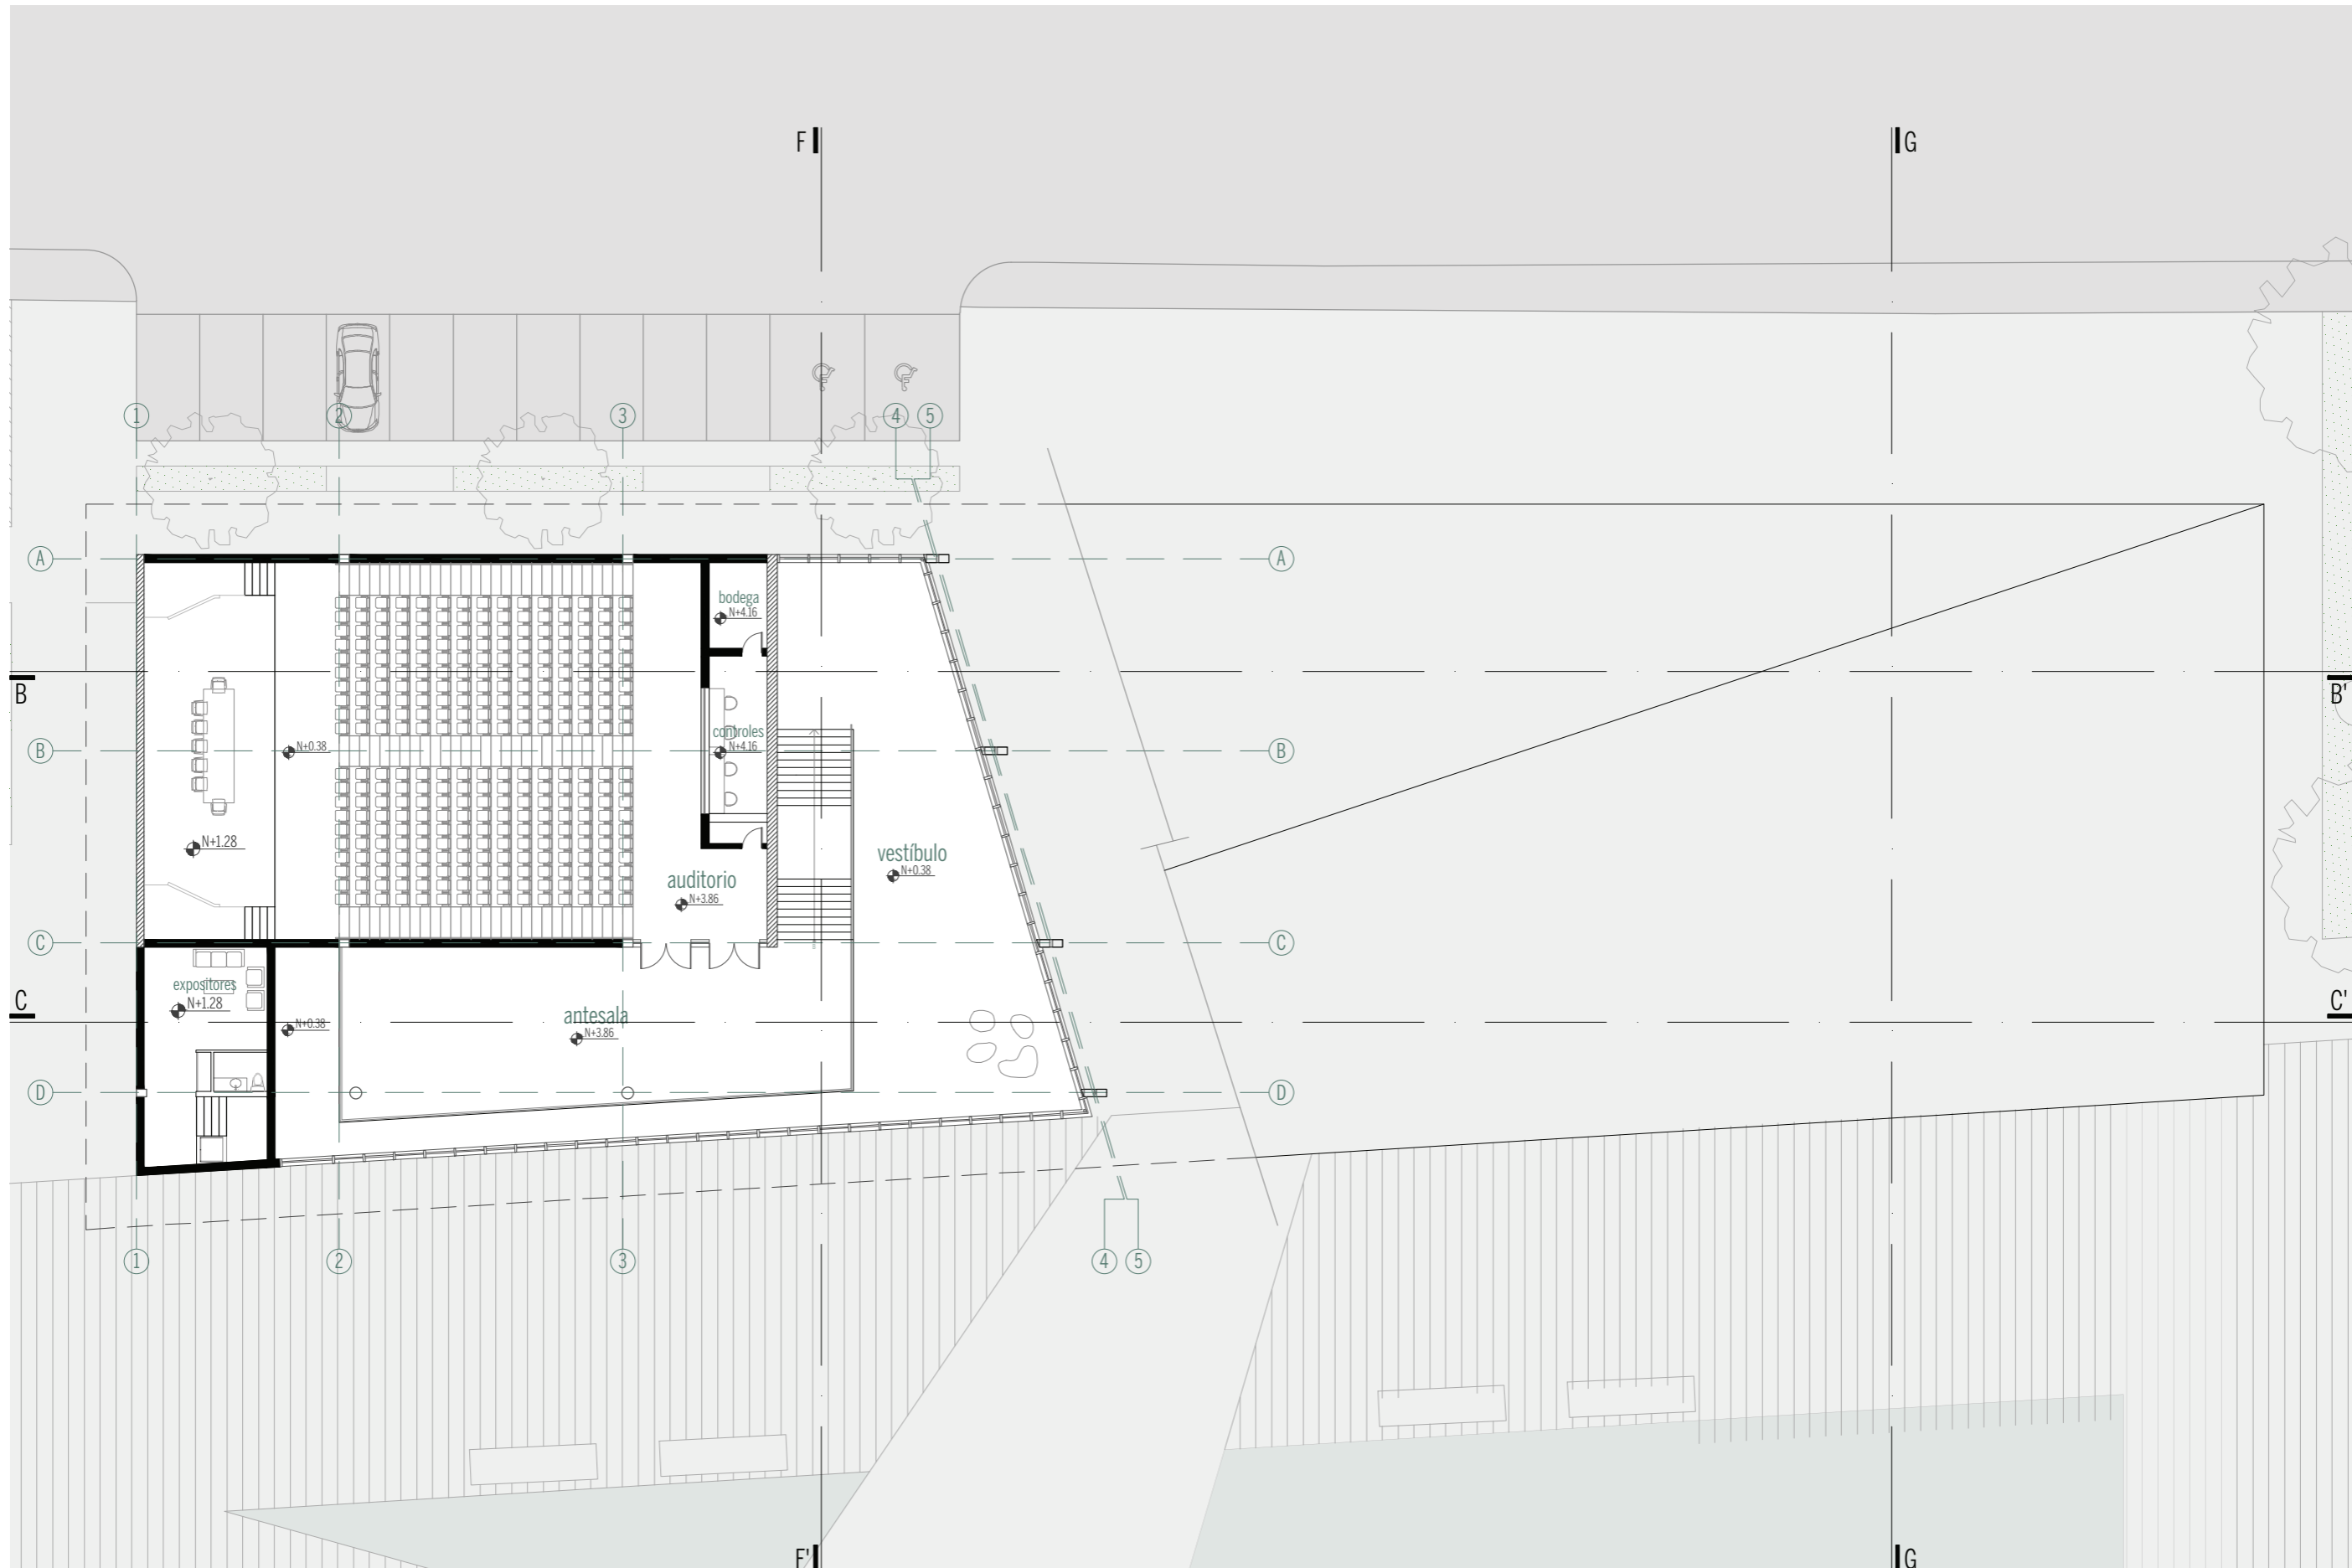 F
G
1
2
3
4
5
A
A
bodega
N+4.16
B
B'
controles
N+4.16
B
N+0.38
B
N+1.28
vestíbulo
N+0.38
auditorio
N+3.86
C
C
expositores
N+1.28
C
C'
antesala
N+3.86
N+0.38
D
D
1
2
3
4
5
F'
G